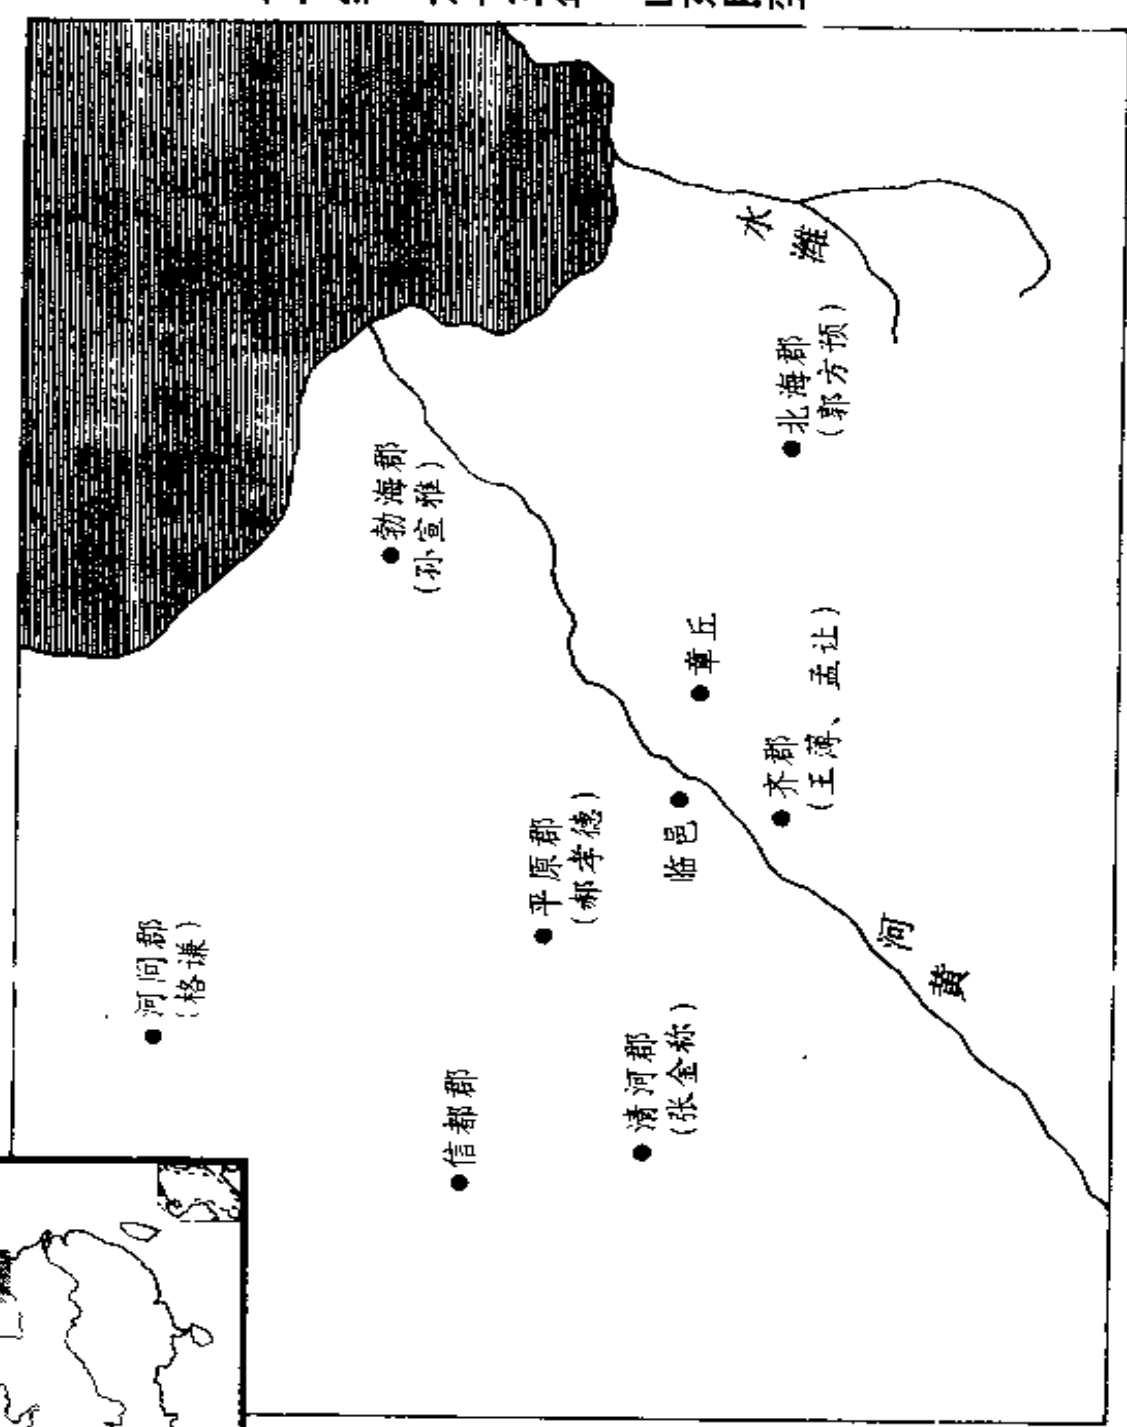 河间郡
(格谦)
勃海郡
(孙宣雅)
信都郡
平原郡
(郝孝德)
清河郡
(张金称)
临邑
章丘
齐郡
(王薄、孟让)
北海郡
(郭方预)
潍水
黄河